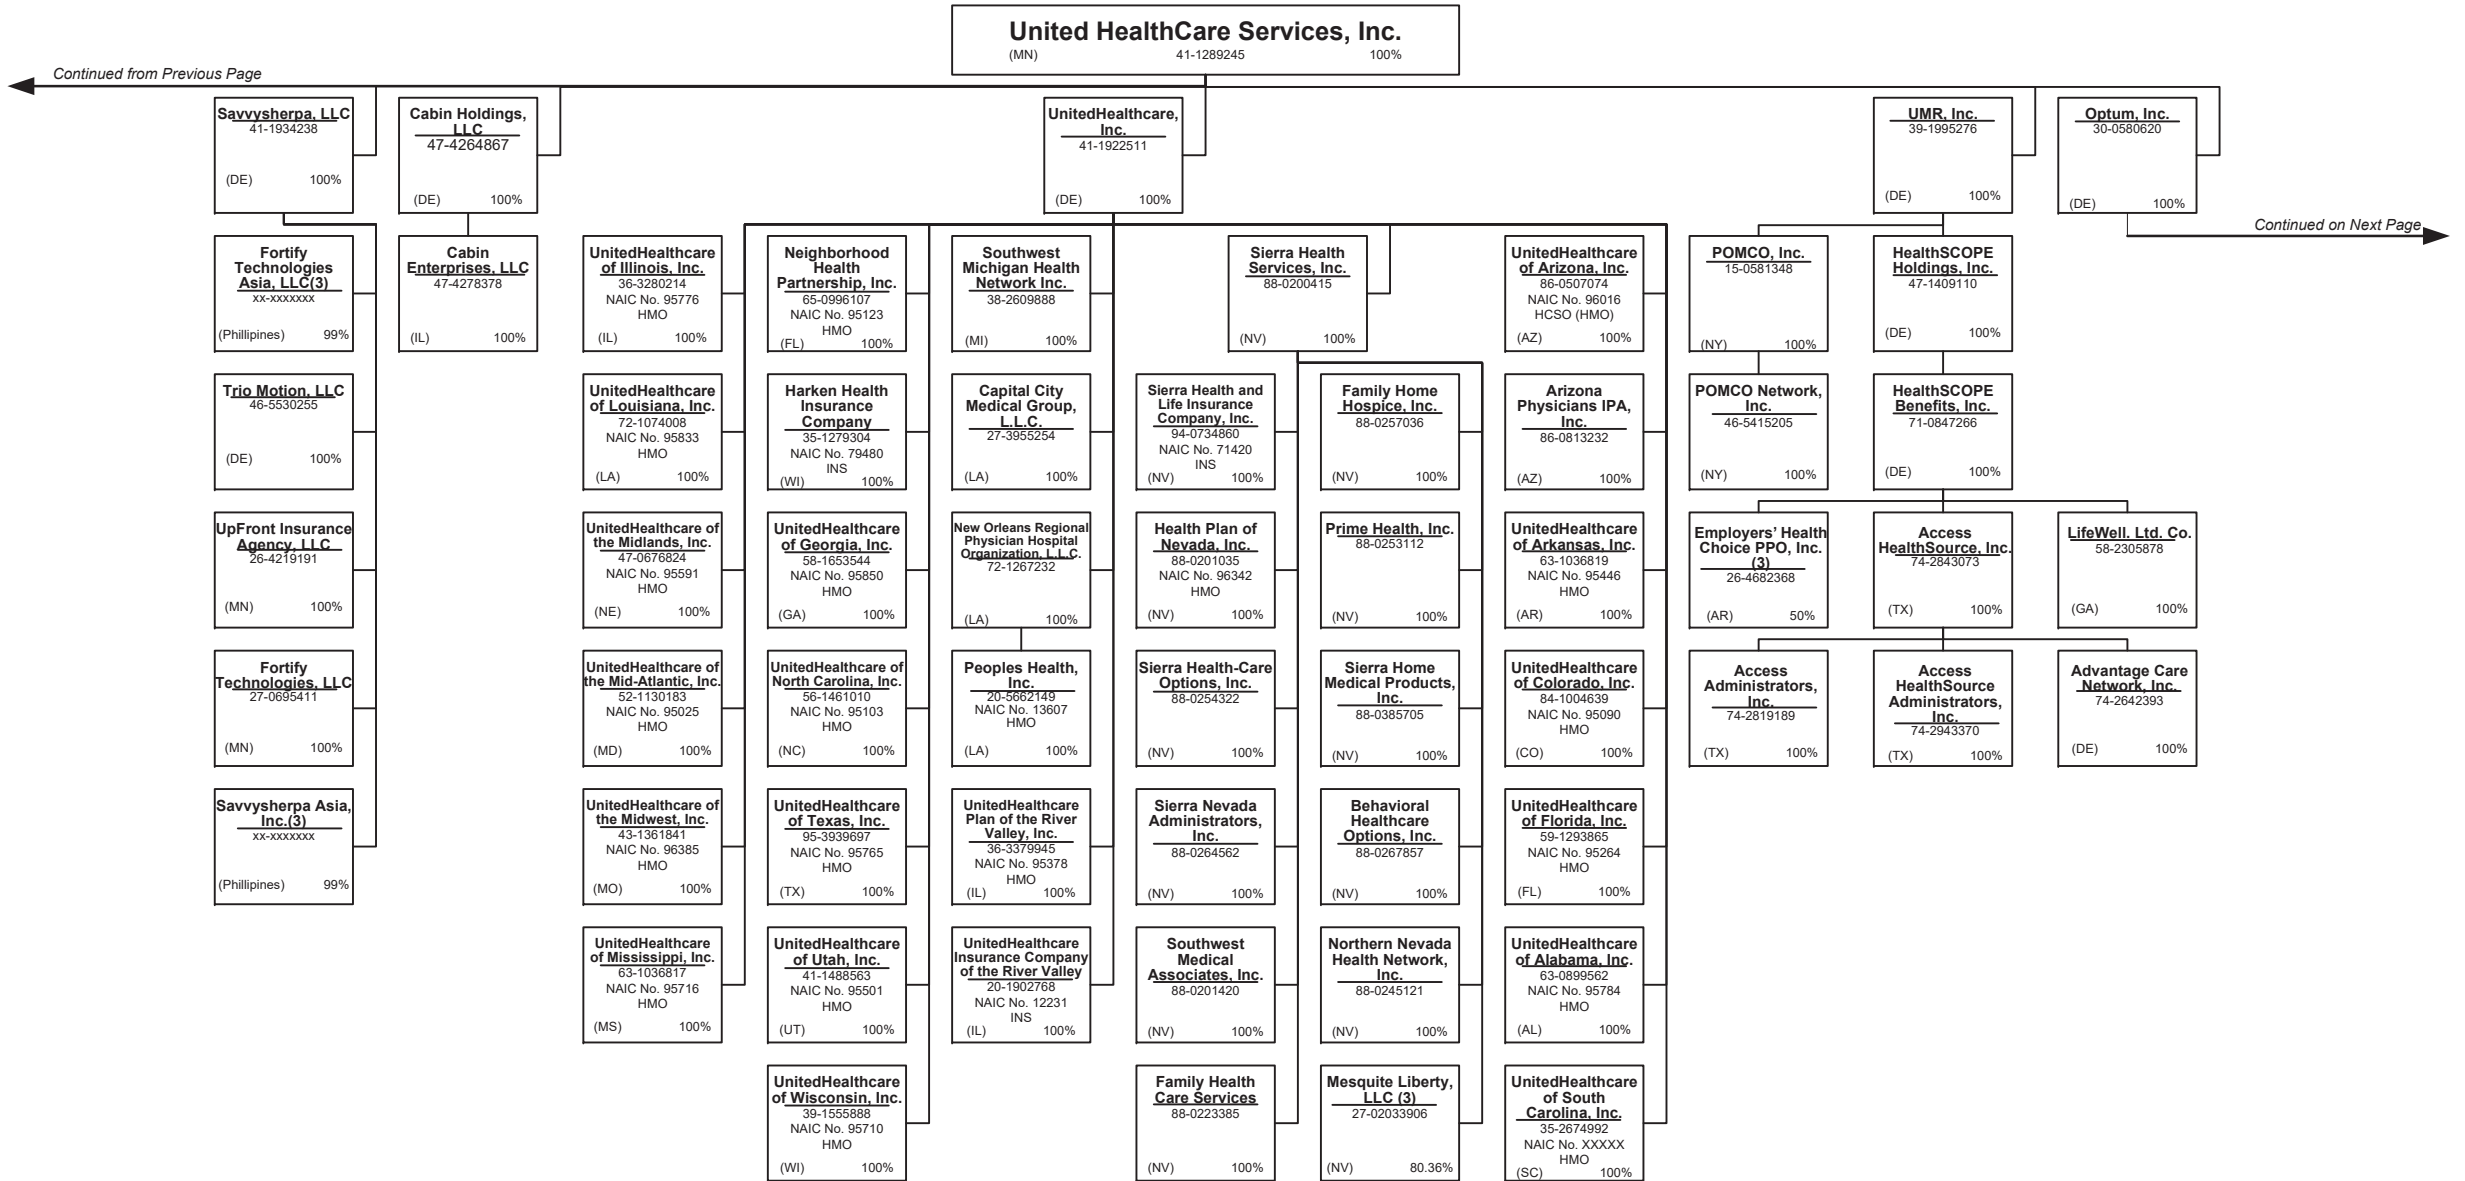 United HealthCare Services, Inc.
(MN) 41-1289245 100%
Continued from Previous Page
Savvysherpa, LLC
41-1934238
(DE) 100%
Cabin Holdings,
LLC
47-4264867
(DE) 100%
UnitedHealthcare,
Inc.
41-1922511
(DE) 100%
UMR, Inc.
39-1995276
(DE) 100%
Optum, Inc.
30-0580620
(DE) 100%
Continued on Next Page
Fortify
Technologies
Asia, LLC(3)
xx-xxxxxxx
(Phillipines) 99%
Cabin
Enterprises, LLC
47-4278378
(IL) 100%
UnitedHealthcare
of Illinois, Inc.
36-3280214
NAIC No. 95776
HMO
(IL) 100%
Neighborhood
Health
Partnership, Inc.
65-0996107
NAIC No. 95123
HMO
(FL) 100%
Southwest
Michigan Health
Network Inc.
38-2609888
(MI) 100%
Sierra Health
Services, Inc.
88-0200415
(NV) 100%
UnitedHealthcare
of Arizona, Inc.
86-0507074
NAIC No. 96016
HCSO (HMO)
(AZ) 100%
POMCO, Inc.
15-0581348
(NY) 100%
HealthSCOPE
Holdings, Inc.
47-1409110
(DE) 100%
Trio Motion, LLC
46-5530255
(DE) 100%
UnitedHealthcare
of Louisiana, Inc.
72-1074008
NAIC No. 95833
HMO
(LA) 100%
Harken Health
Insurance
Company
35-1279304
NAIC No. 79480
INS
(WI) 100%
Capital City
Medical Group,
L.L.C.
27-3955254
(LA) 100%
Sierra Health and
Life Insurance
Company, Inc.
94-0734860
NAIC No. 71420
INS
(NV) 100%
Family Home
Hospice, Inc.
88-0257036
(NV) 100%
Arizona
Physicians IPA,
Inc.
86-0813232
(AZ) 100%
POMCO Network,
Inc.
46-5415205
(NY) 100%
HealthSCOPE
Benefits, Inc.
71-0847266
(DE) 100%
UpFront Insurance
Agency, LLC
26-4219191
(MN) 100%
UnitedHealthcare of
the Midlands, Inc.
47-0676824
NAIC No. 95591
HMO
(NE) 100%
UnitedHealthcare
of Georgia, Inc.
58-1653544
NAIC No. 95850
HMO
(GA) 100%
New Orleans Regional
Physician Hospital
Organization, L.L.C.
72-1267232
(LA) 100%
Health Plan of
Nevada, Inc.
88-0201035
NAIC No. 96342
HMO
(NV) 100%
Prime Health, Inc.
88-0253112
(NV) 100%
UnitedHealthcare
of Arkansas, Inc.
63-1036819
NAIC No. 95446
HMO
(AR) 100%
Employers’ Health
Choice PPO, Inc.
(3)
26-4682368
(AR) 50%
Access
HealthSource, Inc.
74-2843073
(TX) 100%
LifeWell. Ltd. Co.
58-2305878
(GA) 100%
Fortify
Technologies, LLC
27-0695411
(MN) 100%
UnitedHealthcare of
the Mid-Atlantic, Inc.
52-1130183
NAIC No. 95025
HMO
(MD) 100%
UnitedHealthcare of
North Carolina, Inc.
56-1461010
NAIC No. 95103
HMO
(NC) 100%
Peoples Health,
Inc.
20-5662149
NAIC No. 13607
HMO
(LA) 100%
Sierra Health-Care
Options, Inc.
88-0254322
(NV) 100%
Sierra Home
Medical Products,
Inc.
88-0385705
(NV) 100%
UnitedHealthcare
of Colorado, Inc.
84-1004639
NAIC No. 95090
HMO
(CO) 100%
Access
Administrators,
Inc.
74-2819189
(TX) 100%
Access
HealthSource
Administrators,
Inc.
74-2943370
(TX) 100%
Advantage Care
Network, Inc.
74-2642393
(DE) 100%
Savvysherpa Asia,
Inc.(3)
xx-xxxxxxx
(Phillipines) 99%
UnitedHealthcare of
the Midwest, Inc.
43-1361841
NAIC No. 96385
HMO
(MO) 100%
UnitedHealthcare
of Texas, Inc.
95-3939697
NAIC No. 95765
HMO
(TX) 100%
UnitedHealthcare
Plan of the River
Valley, Inc.
36-3379945
NAIC No. 95378
HMO
(IL) 100%
Sierra Nevada
Administrators,
Inc.
88-0264562
(NV) 100%
Behavioral
Healthcare
Options, Inc.
88-0267857
(NV) 100%
UnitedHealthcare
of Florida, Inc.
59-1293865
NAIC No. 95264
HMO
(FL) 100%
UnitedHealthcare
of Mississippi, Inc.
63-1036817
NAIC No. 95716
HMO
(MS) 100%
UnitedHealthcare
of Utah, Inc.
41-1488563
NAIC No. 95501
HMO
(UT) 100%
UnitedHealthcare
Insurance Company
of the River Valley
20-1902768
NAIC No. 12231
INS
(IL) 100%
Southwest
Medical
Associates, Inc.
88-0201420
(NV) 100%
Northern Nevada
Health Network,
Inc.
88-0245121
(NV) 100%
UnitedHealthcare
of Alabama, Inc.
63-0899562
NAIC No. 95784
HMO
(AL) 100%
UnitedHealthcare
of Wisconsin, Inc.
39-1555888
NAIC No. 95710
HMO
(WI) 100%
Family Health
Care Services
88-0223385
(NV) 100%
Mesquite Liberty,
LLC (3)
27-02033906
(NV) 80.36%
UnitedHealthcare
of South
Carolina, Inc.
35-2674992
NAIC No. XXXXX
HMO
(SC) 100%